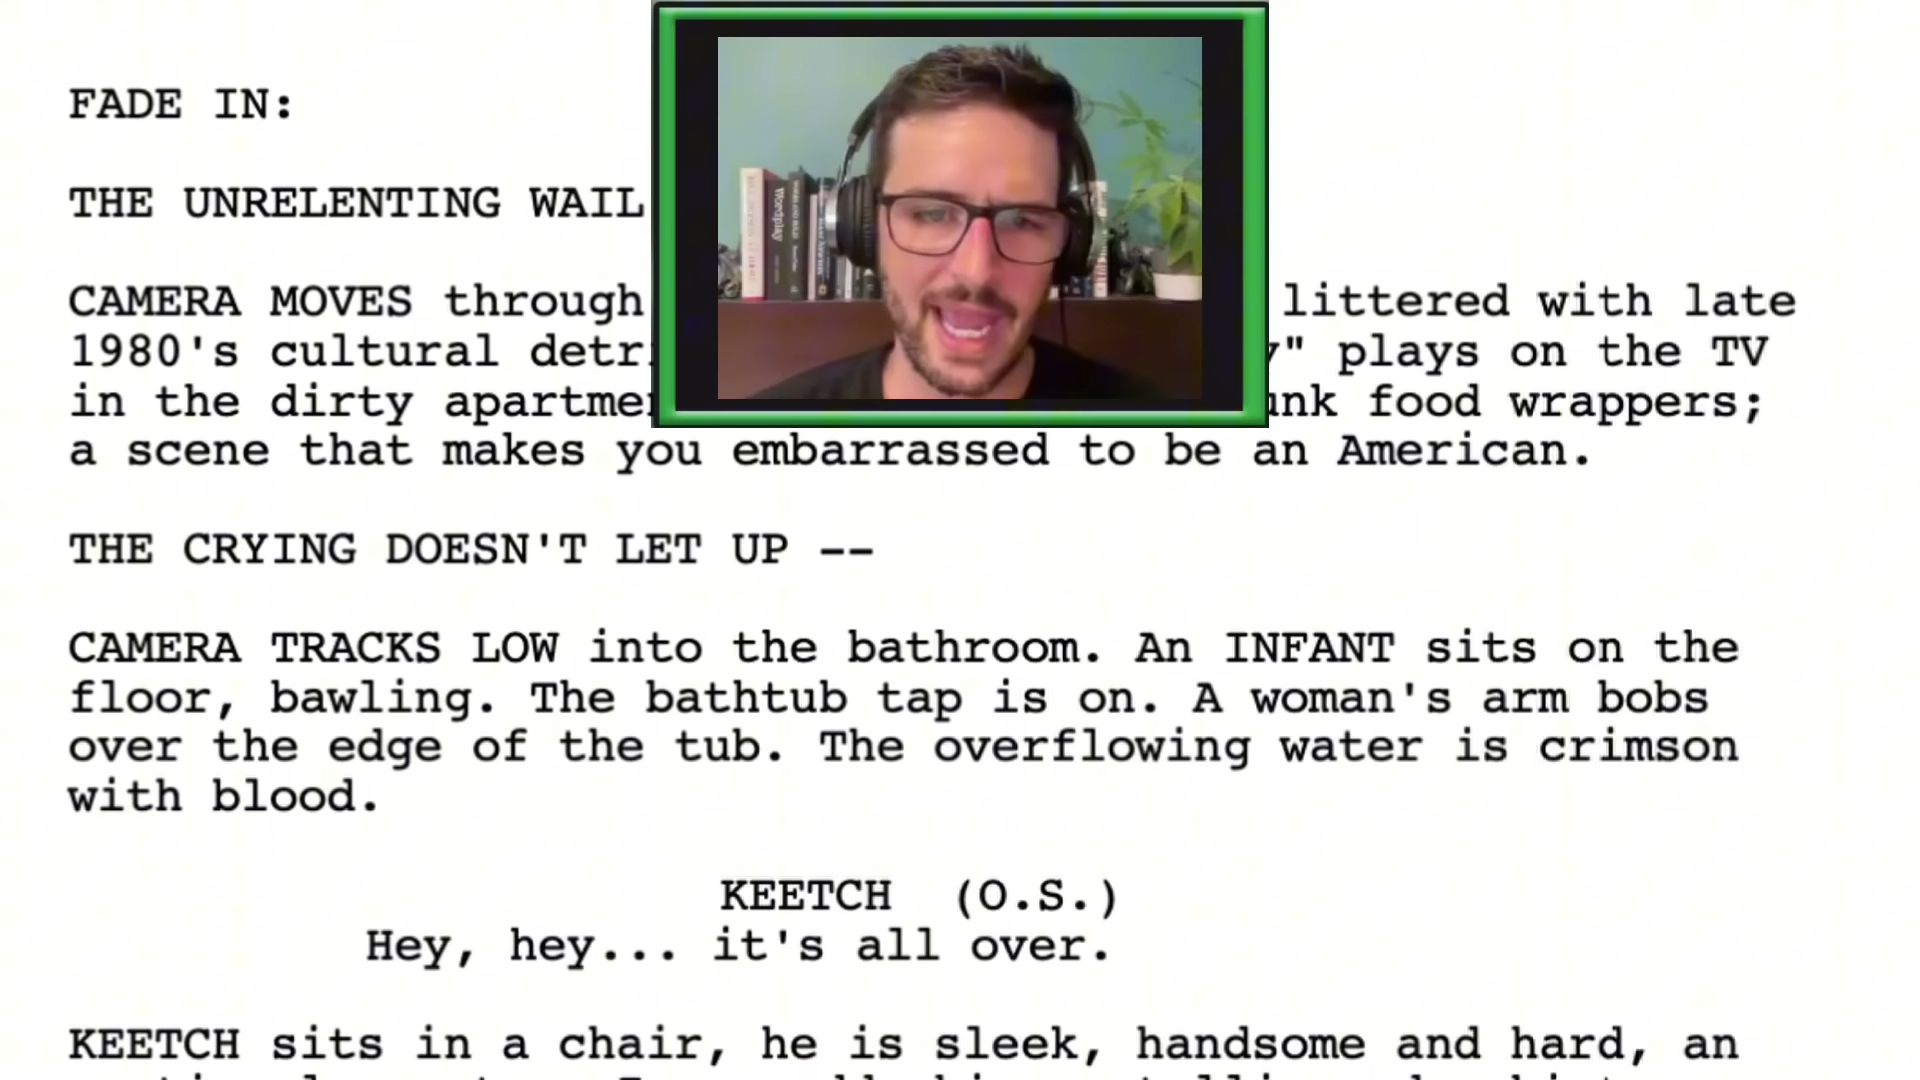 FADE IN:
THE UNRELENTING WAIL
CAMERA MOVES through littered with late
1980's cultural plays on the TV
in the dirty food wrappers;
a scene that makes you embarrassed to be an American.
THE CRYING DOESN'T LET UP --
CAMERA TRACKS LOW into the bathroom. An INFANT sits on the
floor, bawling. The bathtub tap is on. A woman's arm bobs
over the edge of the tub. The overflowing water is crimson
with blood.
KEETCH (O.S.)
Hey, hey... it's all over.
KEETCH sits in a chair, he is sleek, handsome and hard, an
Wordplay